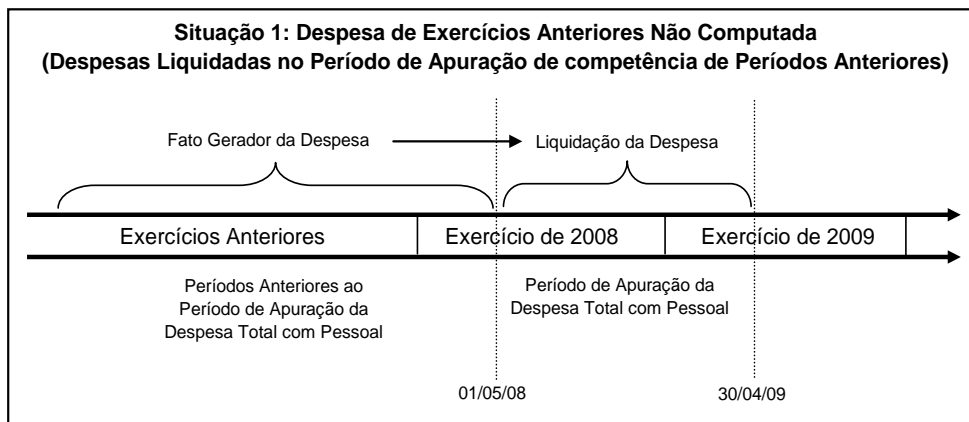 Situação 1: Despesa de Exercícios Anteriores Não Computada
(Despesas Liquidadas no Período de Apuração de competência de Períodos Anteriores)
Fato Gerador da Despesa
Liquidação da Despesa
Exercícios Anteriores
Exercício de 2008
Exercício de 2009
Períodos Anteriores ao
Período de Apuração da
Despesa Total com Pessoal
Período de Apuração da
Despesa Total com Pessoal
01/05/08
30/04/09